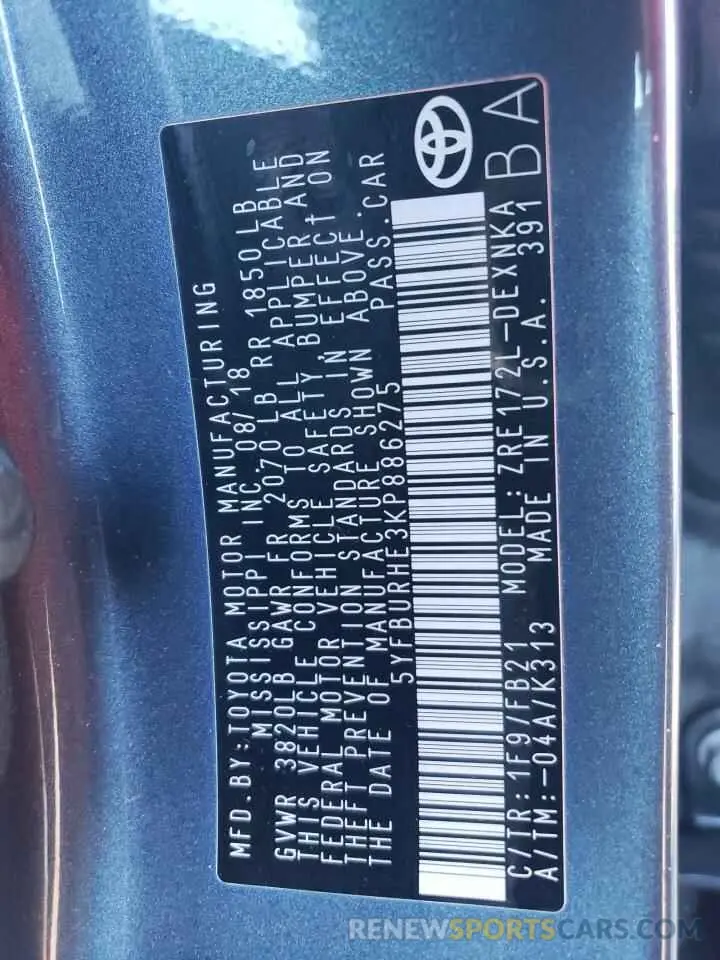 MFD.BY:TOYOTA MOTOR MANUFACTURING
MISSISSIPPI INC 08/18
GVWR 3820LB GAWR FR 2070 LB RR 1850LB
THIS VEHICLE CONFORMS TO ALL APPLICABLE
FEDERAL MOTOR VEHICLE SAFETY, BUMPER AND
THEFT PREVENTION STANDARDS IN EFFECT ON
THE DATE OF MANUFACTURE SHOWN ABOVE.
5YFBURHE3KP886275 PASS.CAR
C/TR:1F9/FB21 MODEL:ZRE172L-DEXNKA
A/TM:-04A/K313 MADE IN U.S.A. 391
BA
RENEWSPORTSCARS.COM